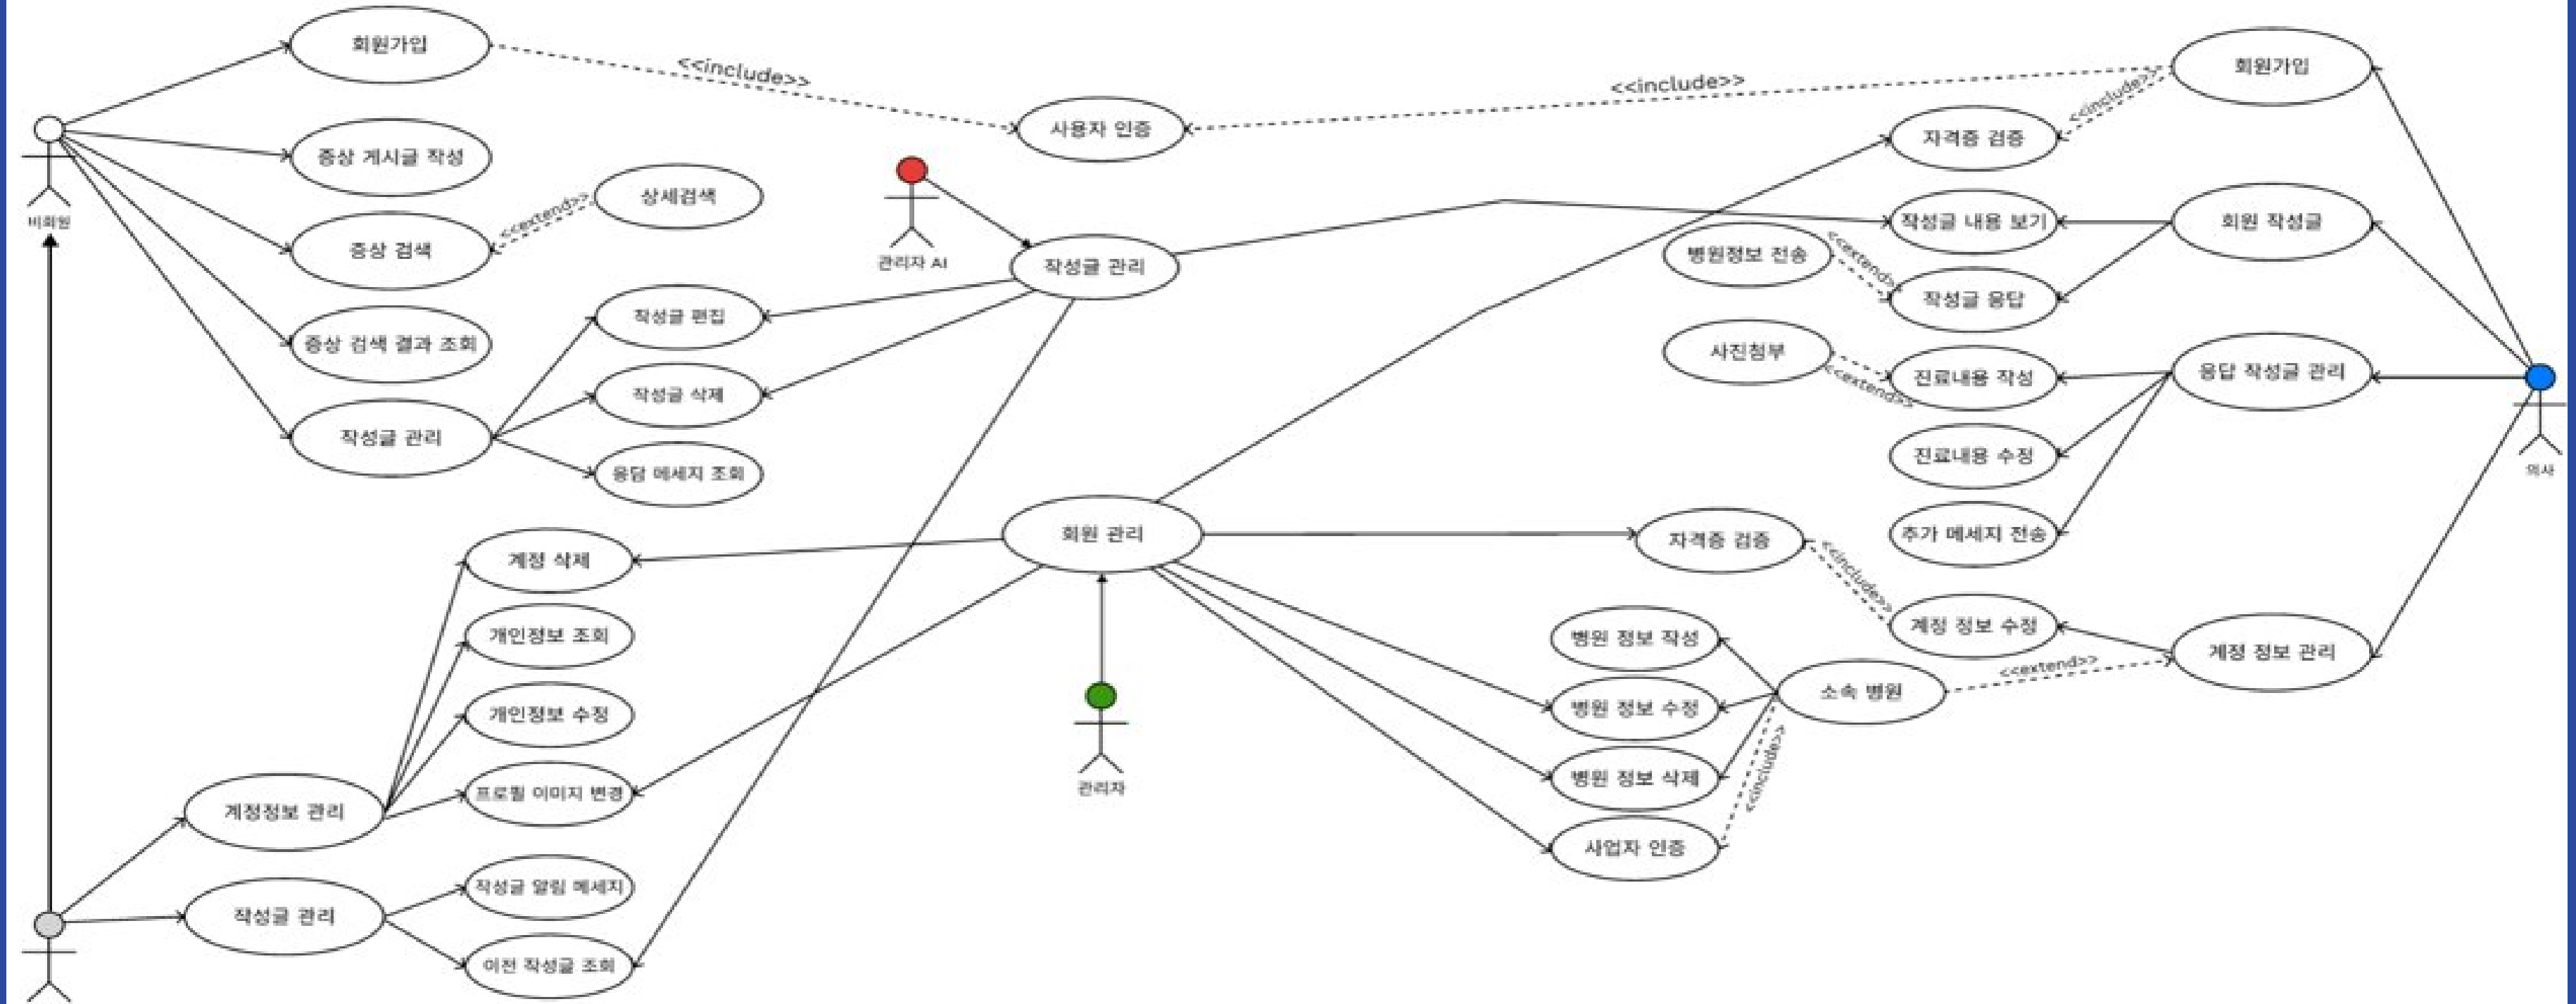 회원가입
<<include>>
<<include>>
회원가입
<<include>>
사용자 인증
자격증 검증
증상 게시글 작성
상세검색
<<extend>>
비회원
증상 검색
관리자 AI
작성글 관리
작성글 내용 보기
회원 작성글
병원정보 전송
<<extend>>
작성글 응답
작성글 편집
증상 검색 결과 조회
사진첨부
<<extend>>
진료내용 작성
응답 작성글 관리
작성글 삭제
작성글 관리
응답 메세지 조회
진료내용 수정
의사
계정 삭제
회원 관리
자격증 검증
추가 메세지 전송
<<include>>
개인정보 조회
병원 정보 작성
계정 정보 수정
계정 정보 관리
<<extend>>
소속 병원
개인정보 수정
병원 정보 수정
<<include>>
계정정보 관리
프로필 이미지 변경
관리자
병원 정보 삭제
사업자 인증
작성글 알림 메세지
작성글 관리
이전 작성글 조회